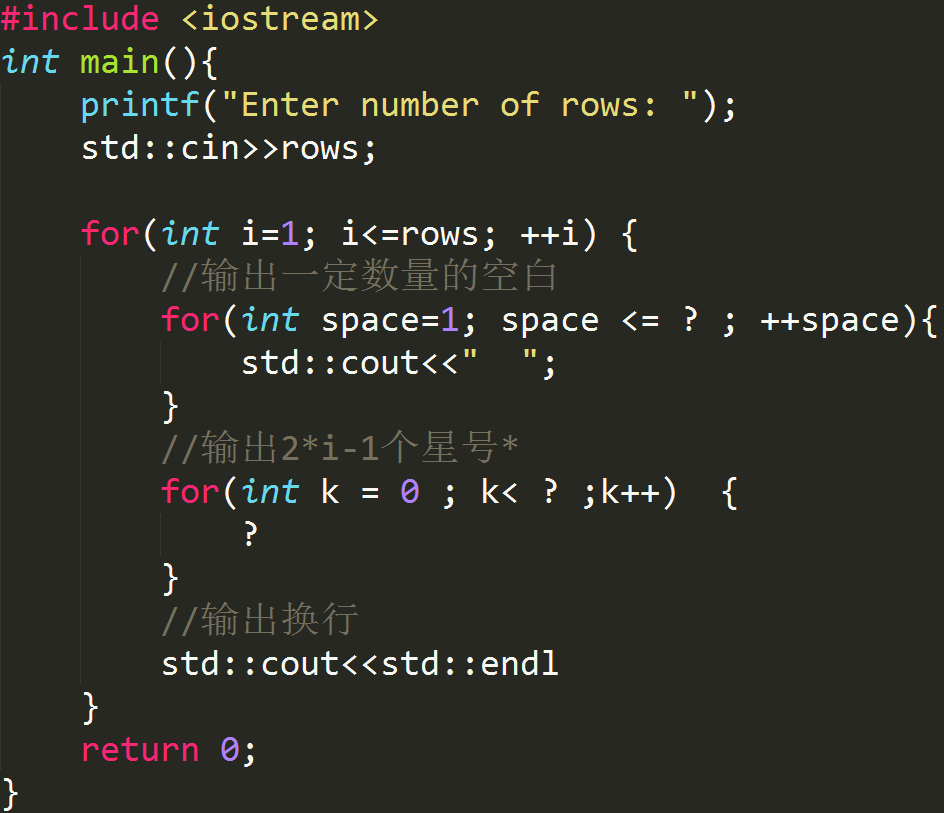 #include <iostream>
int main(){
    printf("Enter number of rows: ");
    std::cin>>rows;

    for(int i=1; i<=rows; ++i) {
        //输出一定数量的空白
        for(int space=1; space <= ? ; ++space){
            std::cout<<"  ";
        }
        //输出2*i-1个星号*
        for(int k = 0 ; k< ? ;k++)  {
            ?
        }
        //输出换行
        std::cout<<std::endl
    }
    return 0;
}